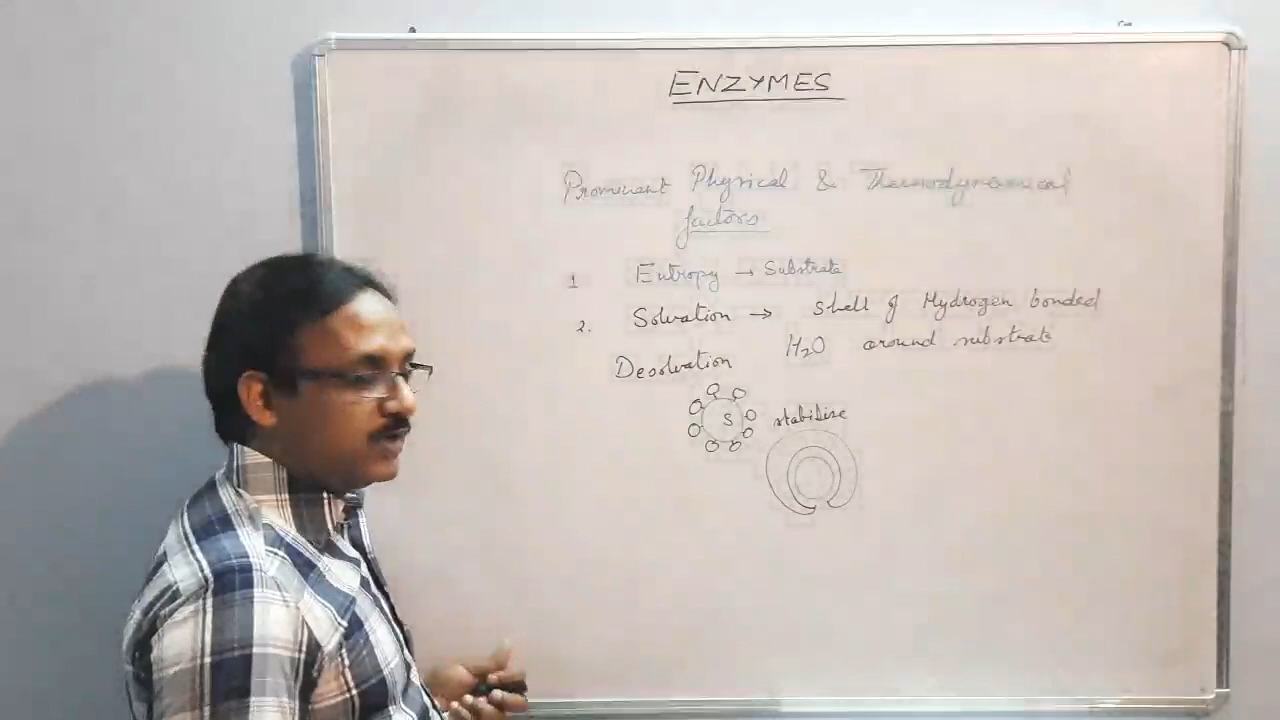 ENZYMES
Prominent Physical & Thermodynamical
factors
1 Entropy → Substrate
2. Solvation → Shell of Hydrogen bonded
H2O around substrate
Desolvation
S stabilise